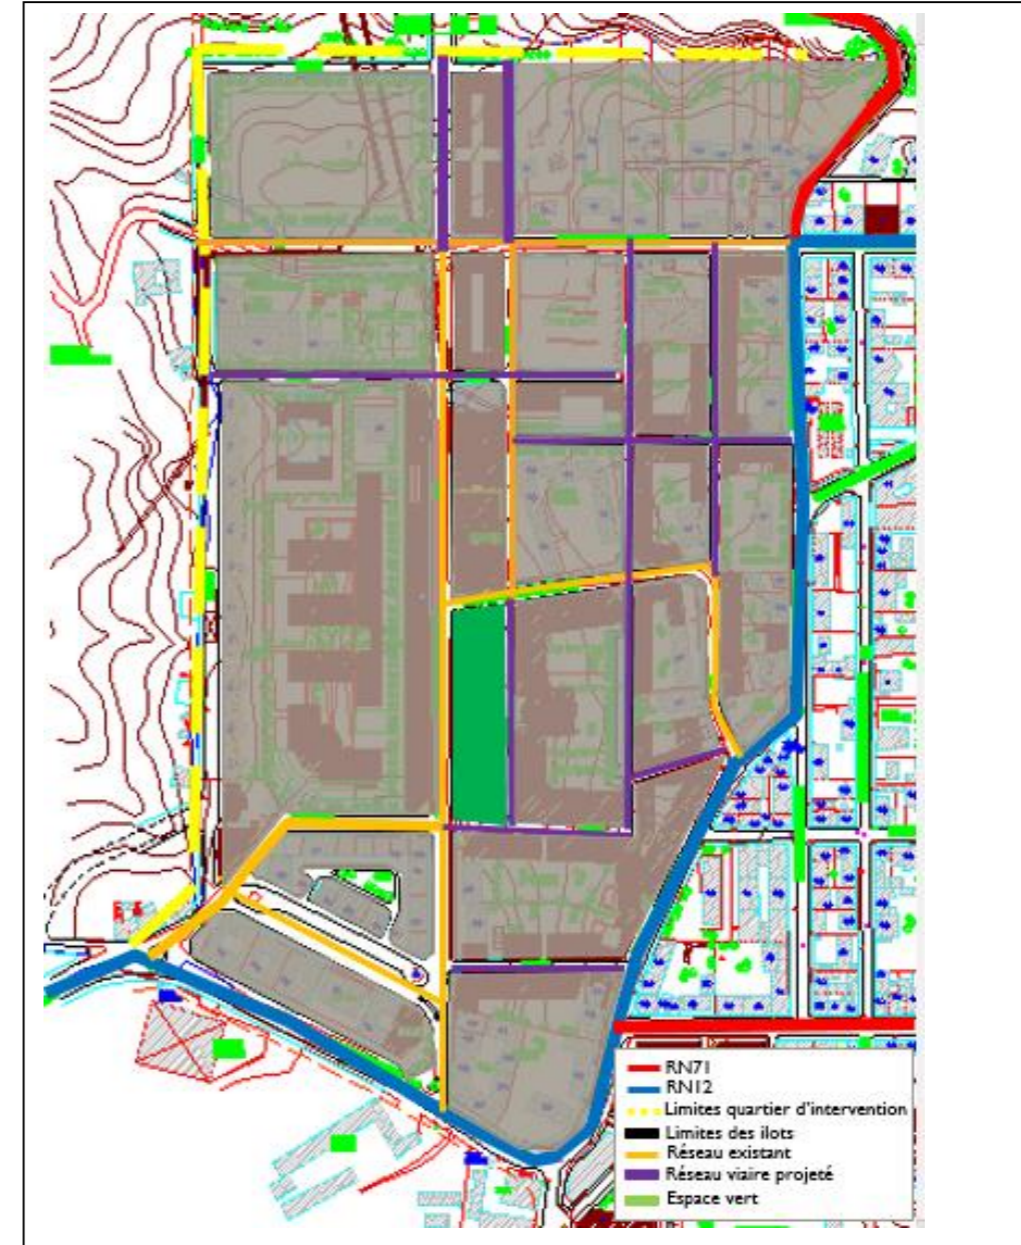 RN71
RN12
Limites quartier d'intervention
Limites des ilots
Réseau existant
Réseau viaire projeté
Espace vert